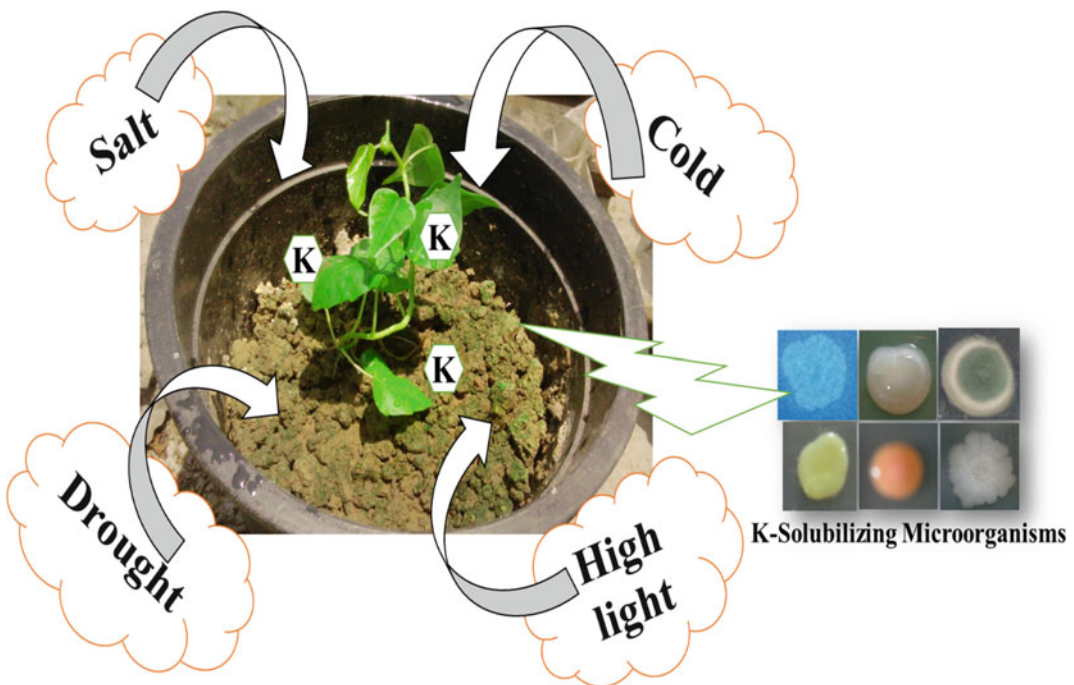 Salt
Cold
K
K
K
Drought
High
light
K-Solubilizing Microorganisms